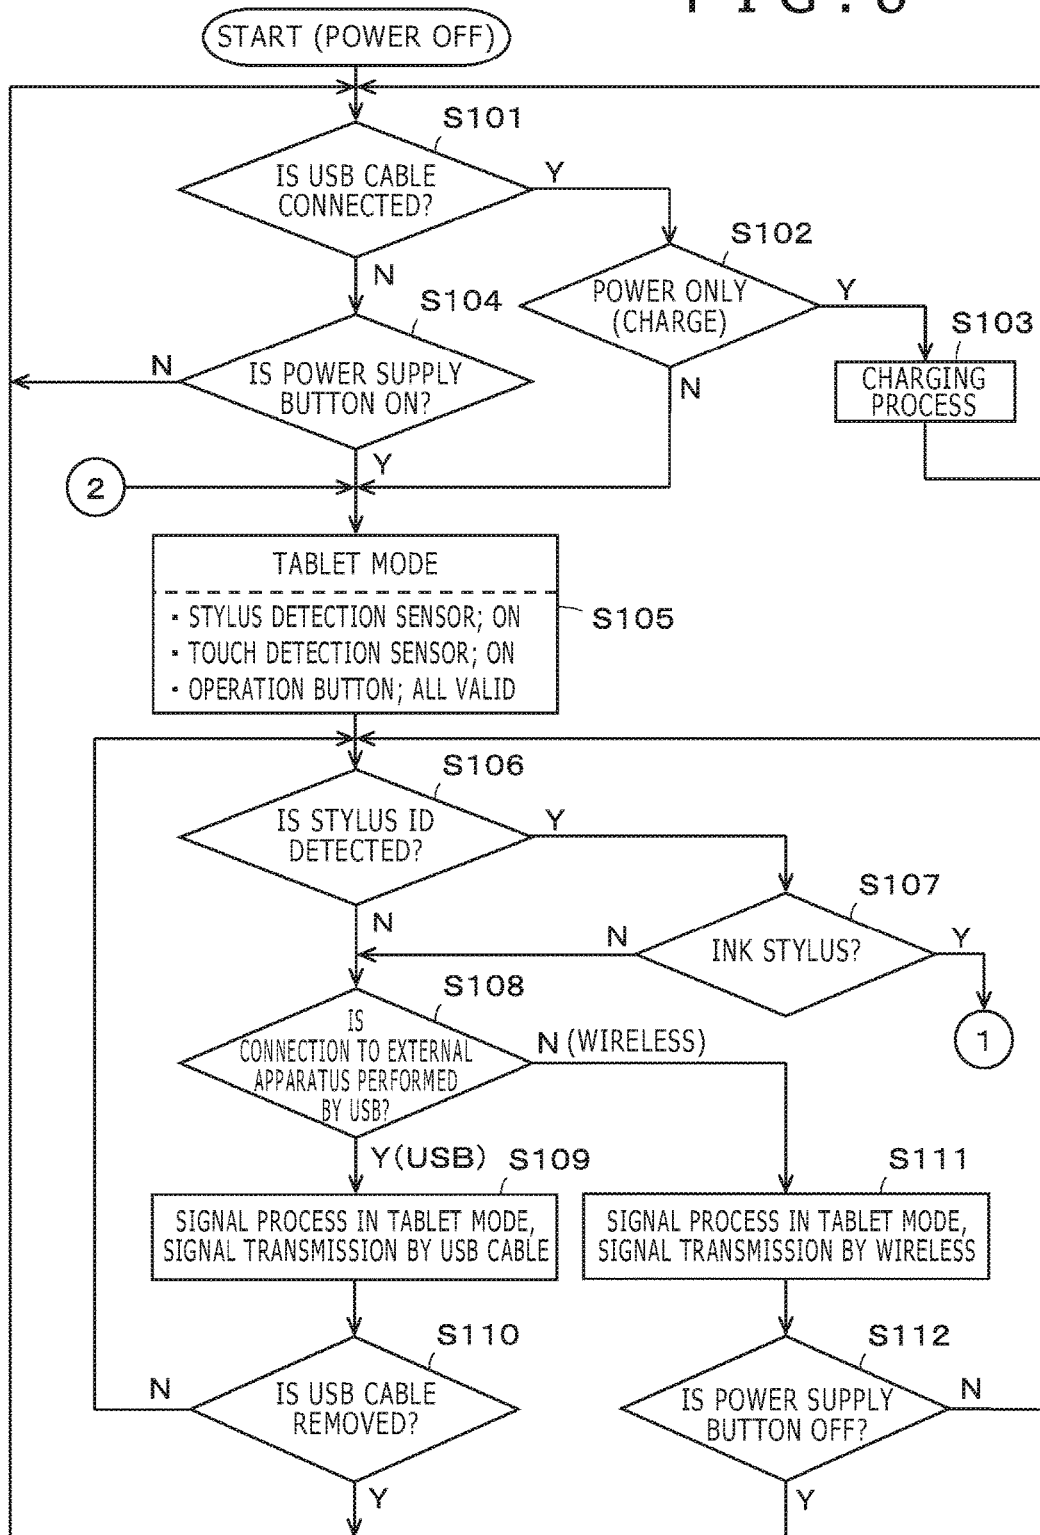 START (POWER OFF)
S101
IS USB CABLE
CONNECTED?
Y
N
S102
POWER ONLY
(CHARGE)
Y
N
S103
CHARGING
PROCESS
S104
IS POWER SUPPLY
BUTTON ON?
N
Y
2
TABLET MODE
· STYLUS DETECTION SENSOR; ON
· TOUCH DETECTION SENSOR; ON
· OPERATION BUTTON; ALL VALID
S105
S106
IS STYLUS ID
DETECTED?
Y
N
S107
INK STYLUS?
N
Y
1
S108
IS
CONNECTION TO EXTERNAL
APPARATUS PERFORMED
BY USB?
N (WIRELESS)
Y(USB)
S109
SIGNAL PROCESS IN TABLET MODE,
SIGNAL TRANSMISSION BY USB CABLE
S111
SIGNAL PROCESS IN TABLET MODE,
SIGNAL TRANSMISSION BY WIRELESS
S110
IS USB CABLE
REMOVED?
N
Y
S112
IS POWER SUPPLY
BUTTON OFF?
N
Y